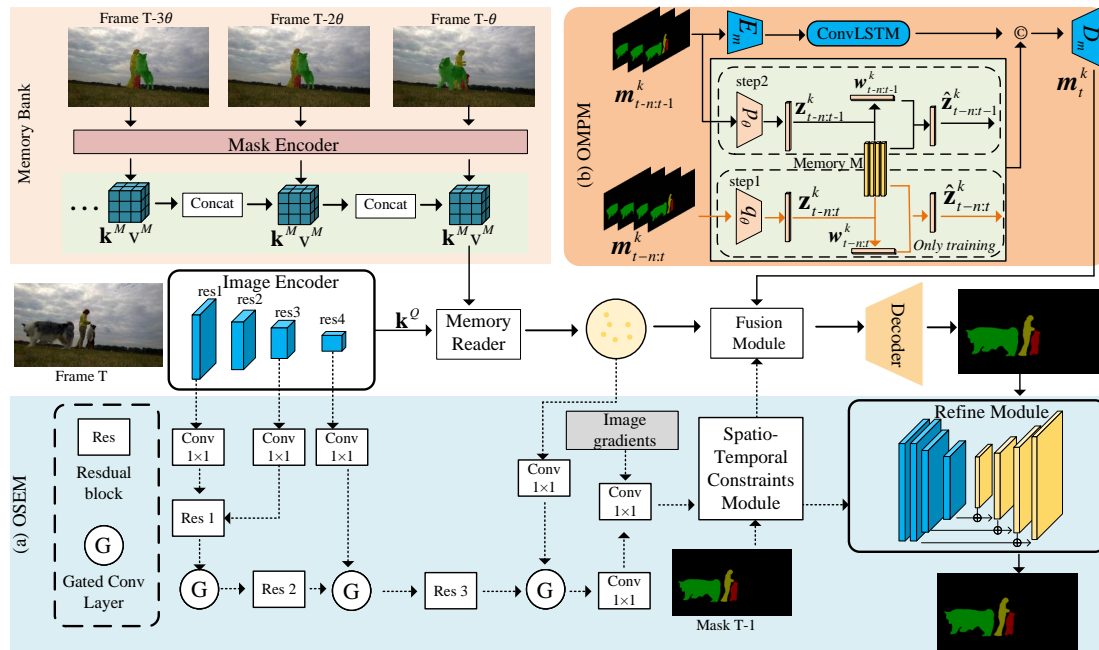 Frame T-3θ
Frame T-2θ
Frame T-θ
Memory Bank
Mask Encoder
...
Concat
Concat
k^M v^M
k^M v^M
k^M v^M
(b) OMPM
m^k_{t-n:t-1}
E_m
ConvLSTM
©
D_m
m^k_t
step2
p_θ
z^k_{t-n:t-1}
w^k_{t-n:t-1}
ẑ^k_{t-n:t-1}
Memory M
step1
m^k_{t-n:t}
q_θ
z^k_{t-n:t}
w^k_{t-n:t}
ẑ^k_{t-n:t}
Only training
Frame T
Image Encoder
res1
res2
res3
res4
k^Q
Memory
Reader
Fusion
Module
Decoder
(a) OSEM
Res
Resdual
block
G
Gated Conv
Layer
Conv
1×1
Conv
1×1
Conv
1×1
Res 1
G
Res 2
G
Res 3
G
Conv
1×1
Conv
1×1
Image
gradients
Conv
1×1
Spatio-
Temporal
Constraints
Module
Mask T-1
Refine Module